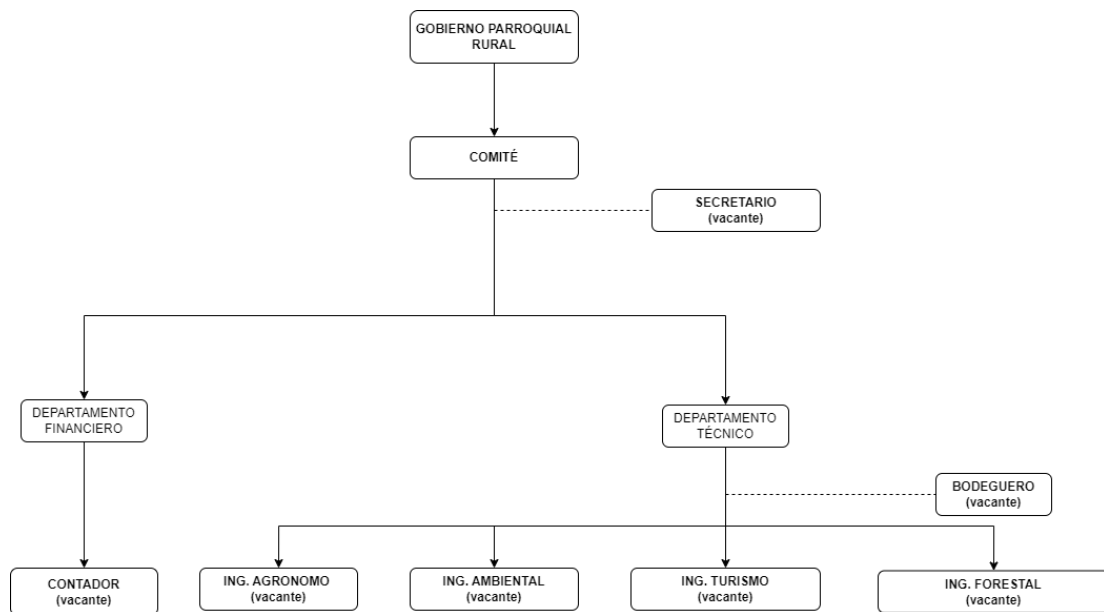 GOBIERNO PARROQUIAL
RURAL
COMITÉ
SECRETARIO
(vacante)
DEPARTAMENTO
FINANCIERO
DEPARTAMENTO
TÉCNICO
BODEGUERO
(vacante)
CONTADOR
(vacante)
ING. AGRONOMO
(vacante)
ING. AMBIENTAL
(vacante)
ING. TURISMO
(vacante)
ING. FORESTAL
(vacante)